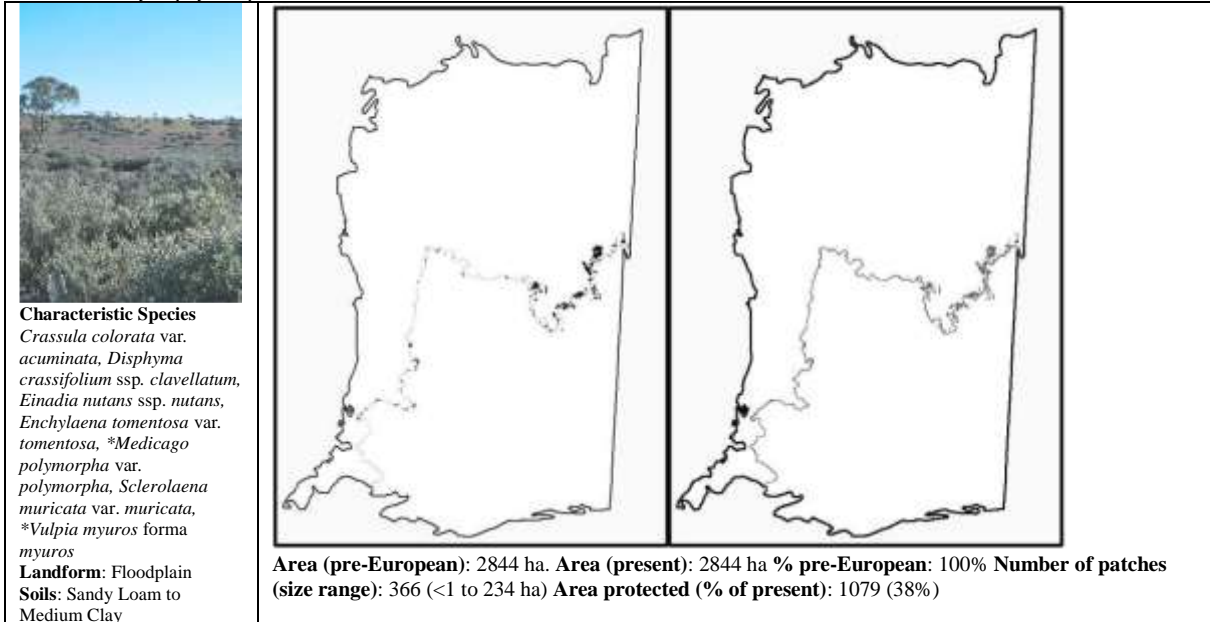 Characteristic Species
Crassula colorata var.
acuminata, Disphyma
crassifolium ssp. clavellatum,
Einadia nutans ssp. nutans,
Enchylaena tomentosa var.
tomentosa, *Medicago
polymorpha var.
polymorpha, Sclerolaena
muricata var. muricata,
*Vulpia myuros forma
myuros
Landform: Floodplain
Soils: Sandy Loam to
Medium Clay
Area (pre-European): 2844 ha. Area (present): 2844 ha % pre-European: 100% Number of patches
(size range): 366 (<1 to 234 ha) Area protected (% of present): 1079 (38%)